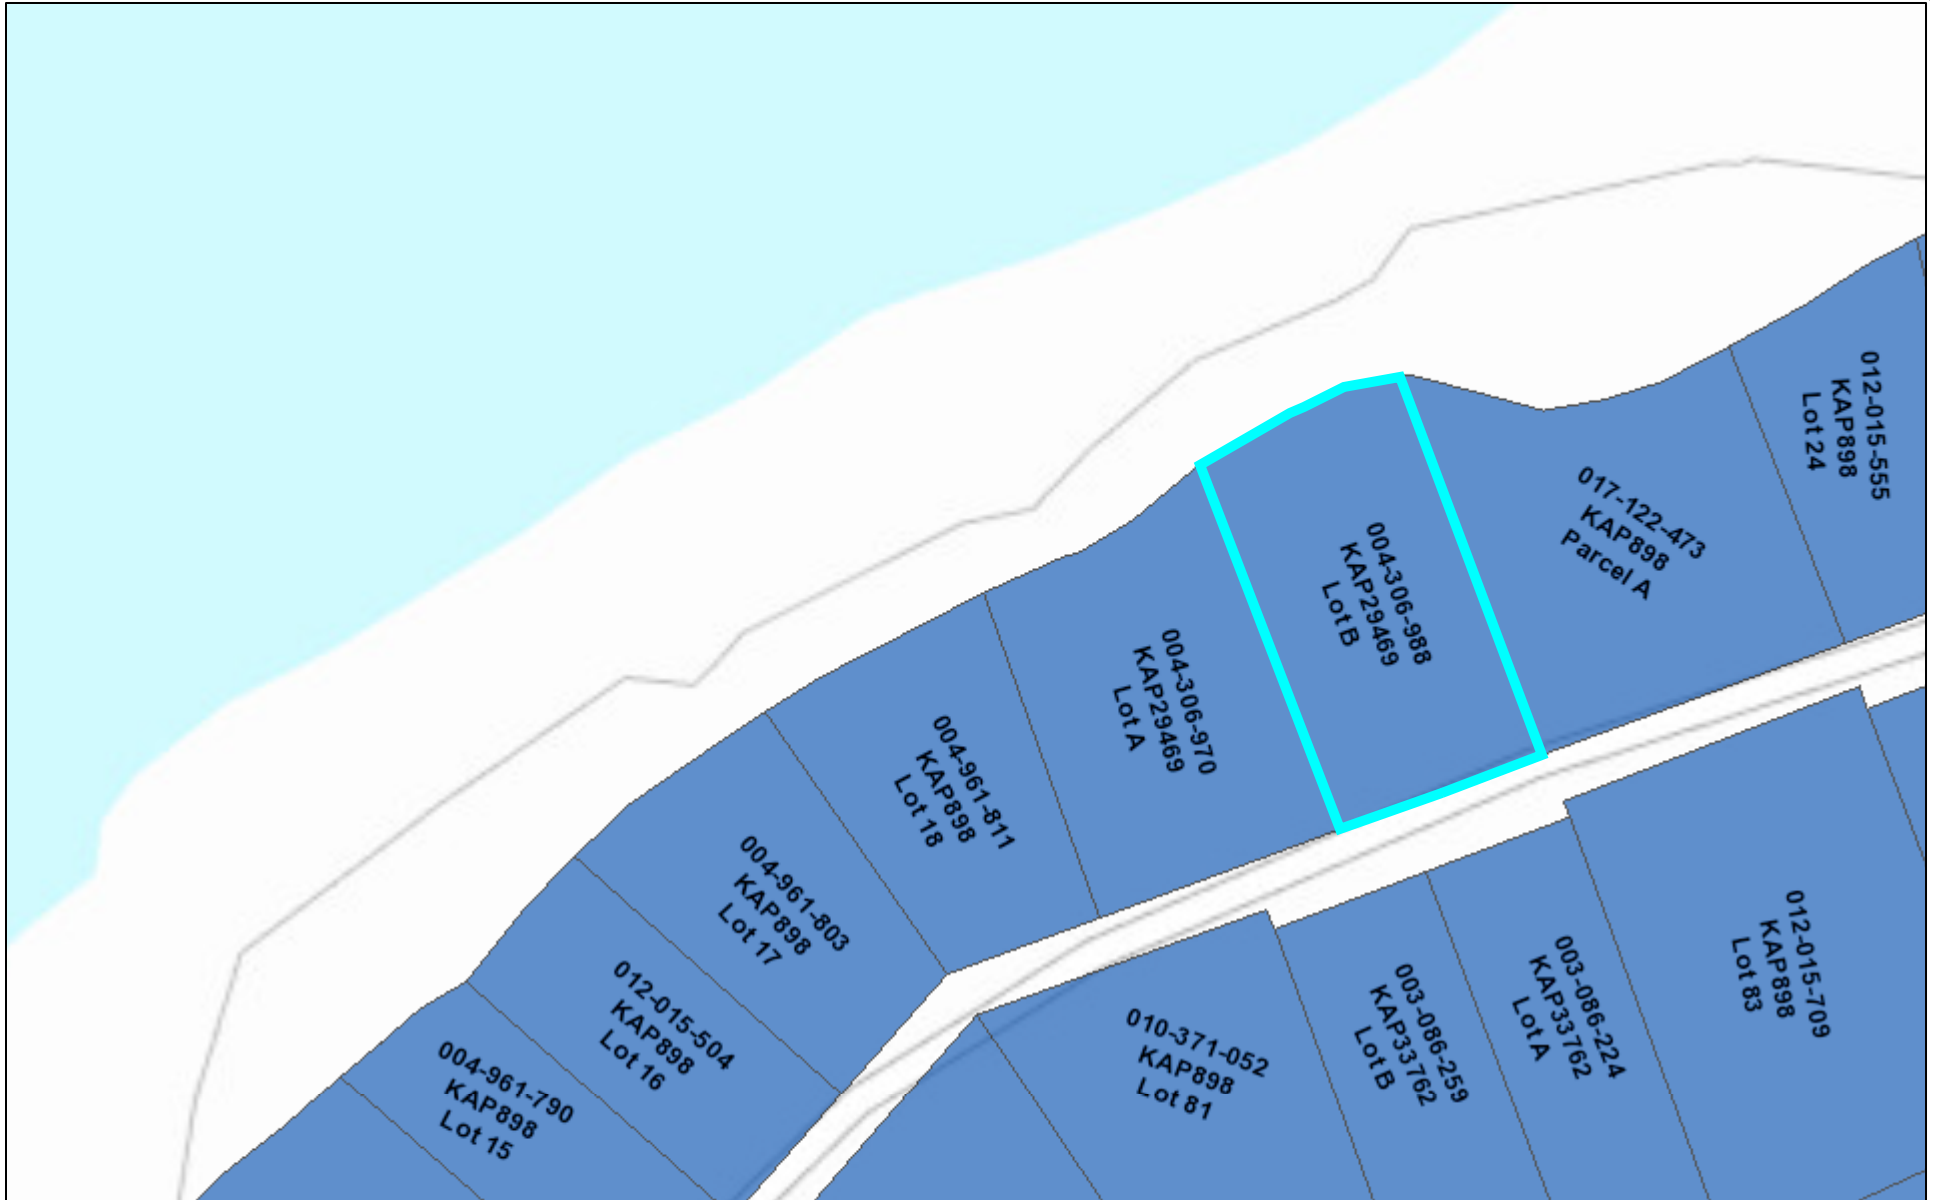 012-015-555
KAP898
Lot 24
017-122-473
KAP898
Parcel A
004-306-988
KAP29469
Lot B
004-306-970
KAP29469
Lot A
004-961-811
KAP898
Lot 18
004-961-803
KAP898
Lot 17
012-015-504
KAP898
Lot 16
004-961-790
KAP898
Lot 15
010-371-052
KAP898
Lot 81
003-086-259
KAP33762
Lot B
003-086-224
KAP33762
Lot A
012-015-709
KAP898
Lot 83